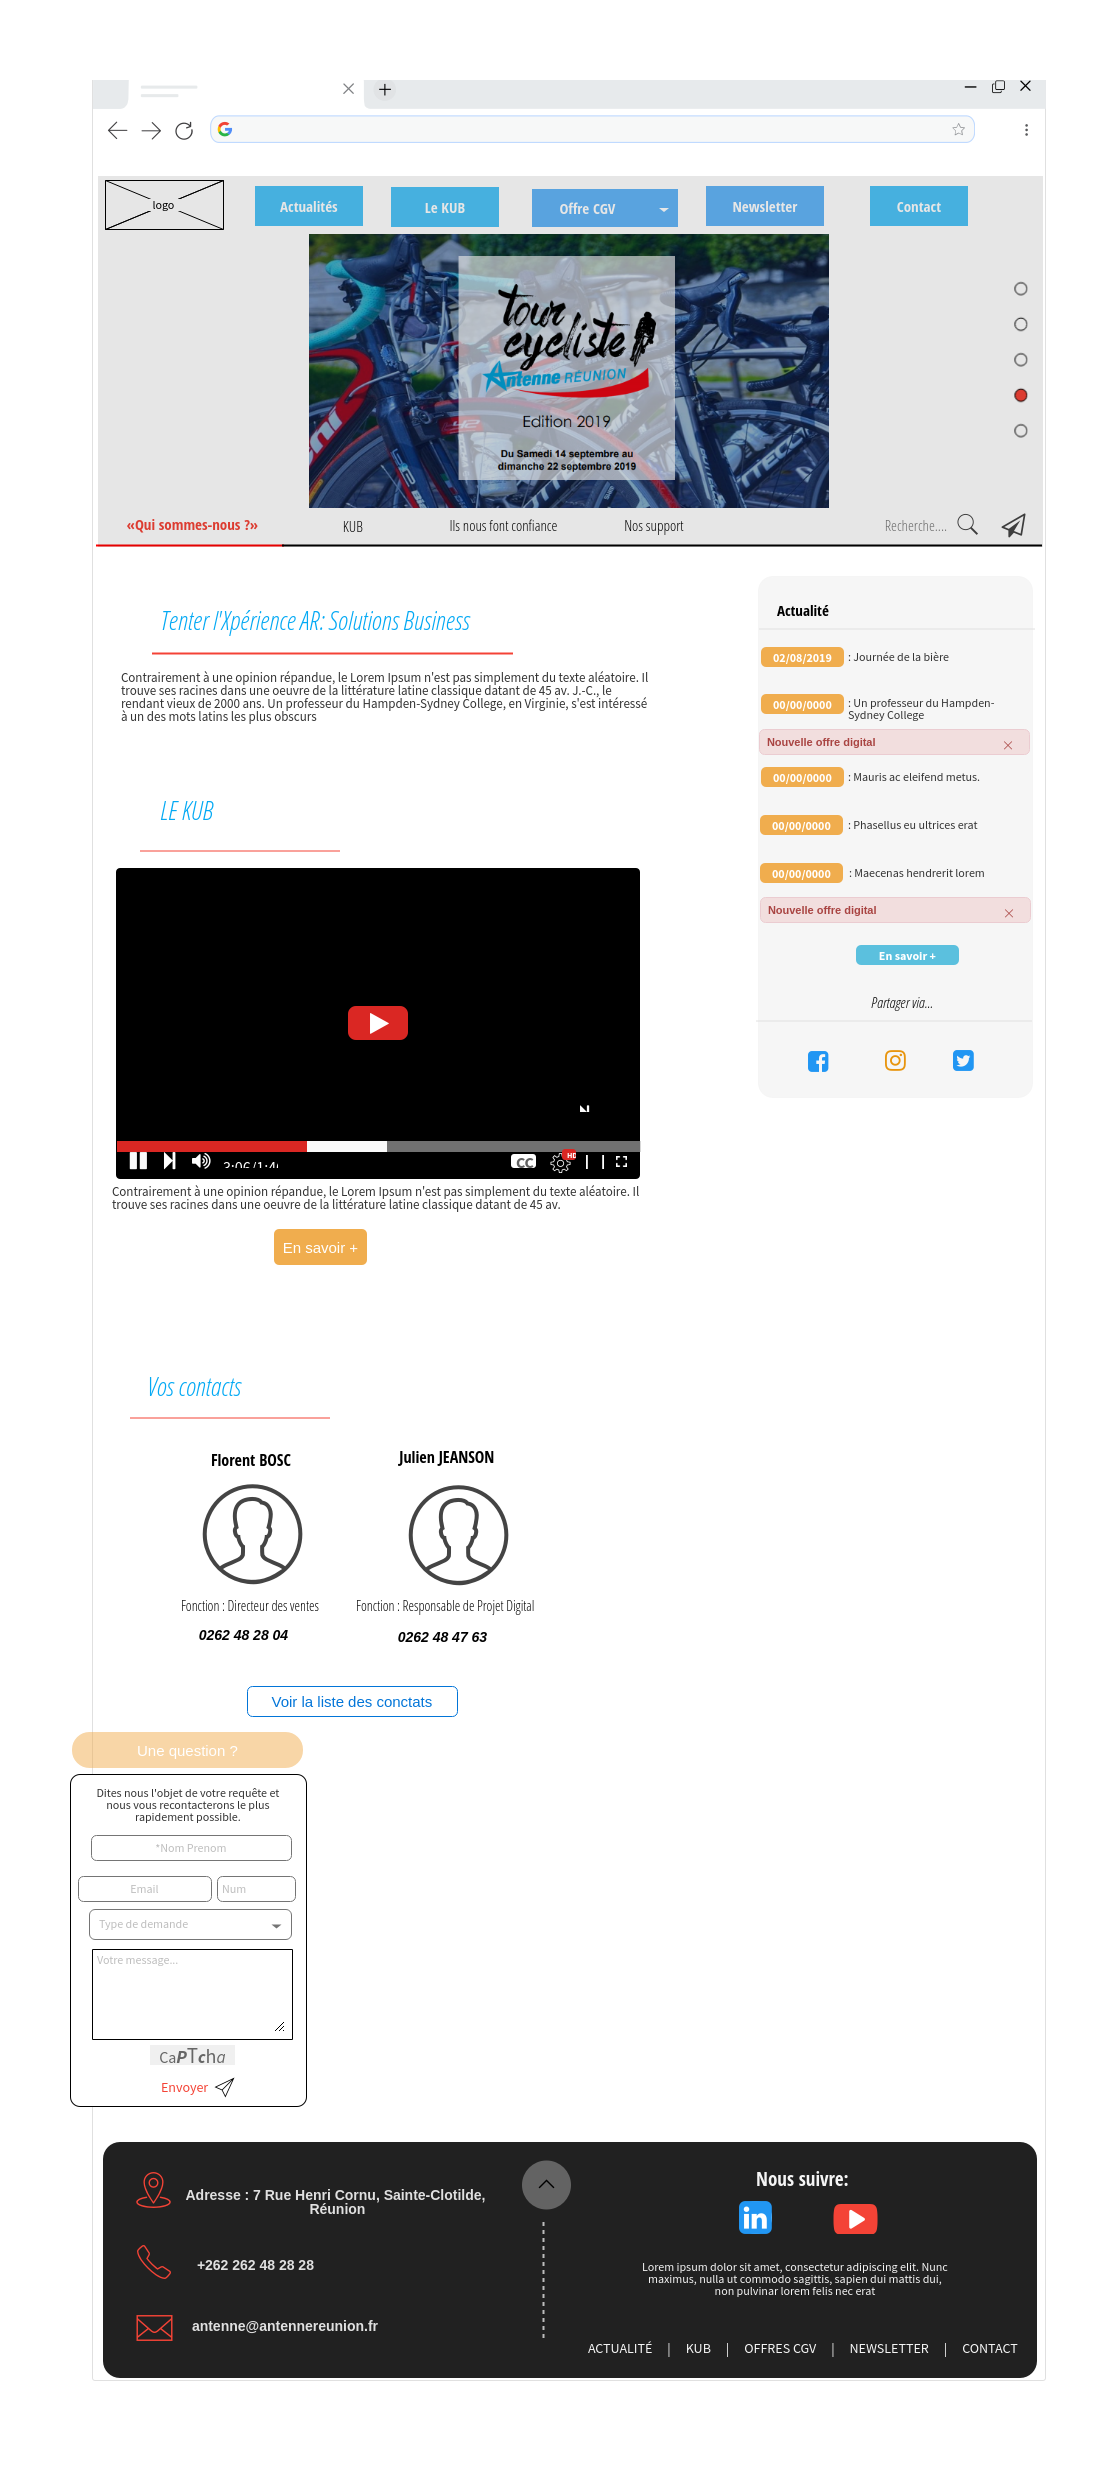 logo
Actualités
Le KUB
Offre CGV
Newsletter
Contact
tour
cycliste
Antenne RÉUNION
Edition 2019
Du Samedi 14 septembre au
dimanche 22 septembre 2019
«Qui sommes-nous ?»
KUB
Ils nous font confiance
Nos support
Recherche....
Tenter l'Xpérience AR: Solutions Business
Contrairement à une opinion répandue, le Lorem Ipsum n'est pas simplement du texte aléatoire. Il
trouve ses racines dans une oeuvre de la littérature latine classique datant de 45 av. J.-C., le
rendant vieux de 2000 ans. Un professeur du Hampden-Sydney College, en Virginie, s'est intéressé
à un des mots latins les plus obscurs
Actualité
02/08/2019 : Journée de la bière
00/00/0000 : Un professeur du Hampden-
Sydney College
Nouvelle offre digital
00/00/0000 : Mauris ac eleifend metus.
00/00/0000 : Phasellus eu ultrices erat
00/00/0000 : Maecenas hendrerit lorem
Nouvelle offre digital
En savoir +
Partager via...
LE KUB
CC
HD
Contrairement à une opinion répandue, le Lorem Ipsum n'est pas simplement du texte aléatoire. Il
trouve ses racines dans une oeuvre de la littérature latine classique datant de 45 av.
En savoir +
Vos contacts
Florent BOSC
Julien JEANSON
Fonction : Directeur des ventes
Fonction : Responsable de Projet Digital
0262 48 28 04
0262 48 47 63
Voir la liste des conctats
Une question ?
Dites nous l'objet de votre requête et
nous vous recontacterons le plus
rapidement possible.
*Nom Prenom
Email
Num
Type de demande
Votre message...
CaPTcha
Envoyer
Adresse : 7 Rue Henri Cornu, Sainte-Clotilde,
Réunion
+262 262 48 28 28
antenne@antennereunion.fr
Nous suivre:
in
Lorem ipsum dolor sit amet, consectetur adipiscing elit. Nunc
maximus, nulla ut commodo sagittis, sapien dui mattis dui,
non pulvinar lorem felis nec erat
ACTUALITÉ | KUB | OFFRES CGV | NEWSLETTER | CONTACT